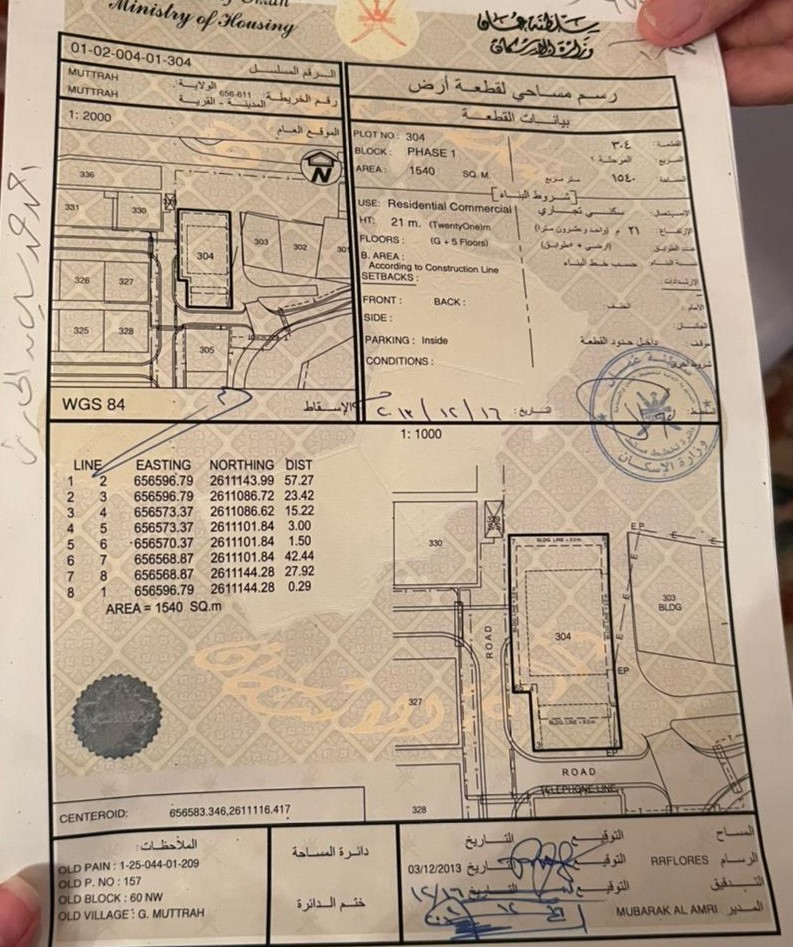 Ministry of Housing
سلطنة عمان
وزارة الإسكان
01-02-004-01-304
الرقم المسلسل
MUTTRAH
الولاية:
MUTTRAH
المدينة - القرية
656-611
رقم الخريطة:
1: 2000
الموقع العام
N
336
331
330
304
303
302
301
326
327
325
328
305
WGS 84
الإسقاط
رسم مساحي لقطعة أرض
بيانات القطعة
PLOT NO : 304
القطعة: ٣٠٤
BLOCK : PHASE 1
المربع: المرحلة ١
AREA : 1540 SQ. M.
المساحة: ١٥٤٠ متر مربع
شروط البناء
USE: Residential Commercial
الاستعمال: سكني تجاري
HT: 21 m. (TwentyOne)m
الارتفاع: ٢١ م (واحد وعشرون مترا)
FLOORS : (G + 5 Floors)
عدد الطوابق: (أرضي + ٥ طوابق)
B. AREA :
According to Construction Line
نسبة البناء: حسب خط البناء
SETBACKS :
الارتدادات:
FRONT : BACK :
الأمام: الخلف:
SIDE :
الجانب:
PARKING : Inside
موقف: داخل حدود القطعة
CONDITIONS :
التاريخ: ٢٠١٣/١٢/١٦
سلطنة عمان
وزارة الإسكان
1: 1000
LINE EASTING NORTHING DIST
1 2 656596.79 2611143.99 57.27
2 3 656596.79 2611086.72 23.42
3 4 656573.37 2611086.62 15.22
4 5 656573.37 2611101.84 3.00
5 6 656570.37 2611101.84 1.50
6 7 656568.87 2611101.84 42.44
7 8 656568.87 2611144.28 27.92
8 1 656596.79 2611144.28 0.29
AREA = 1540 SQ.m
330
ROAD
304
303
BLDG
EP
E
E
E
E
EP
EP
327
ROAD
TELEPHONE LINE
328
CENTEROID: 656583.346,2611116.417
الملاحظات:
OLD PAIN : 1-25-044-01-209
OLD P. NO : 157
OLD BLOCK : 60 NW
OLD VILLAGE : G. MUTTRAH
دائرة المساحة
ختم الدائرة
المساح التوقيع التاريخ
الرسام RRFLORES التوقيع التاريخ 03/12/2013
التدقيق التوقيع التاريخ ١٢/١٦
المدير MUBARAK AL AMRI